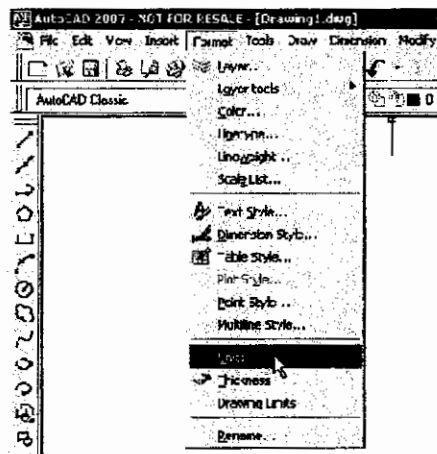 AutoCAD 2007 - NOT FOR RESALE - [Drawing1.dwg]
File Edit View Insert Format Tools Draw Dimension Modify
AutoCAD Classic
0
Layer...
Layer tools
Color...
Linetype...
Lineweight...
Scale List...
Text Style...
Dimension Style...
Table Style...
Plot Style...
Point Style...
Multiline Style...
Units...
Thickness
Drawing Limits
Rename...